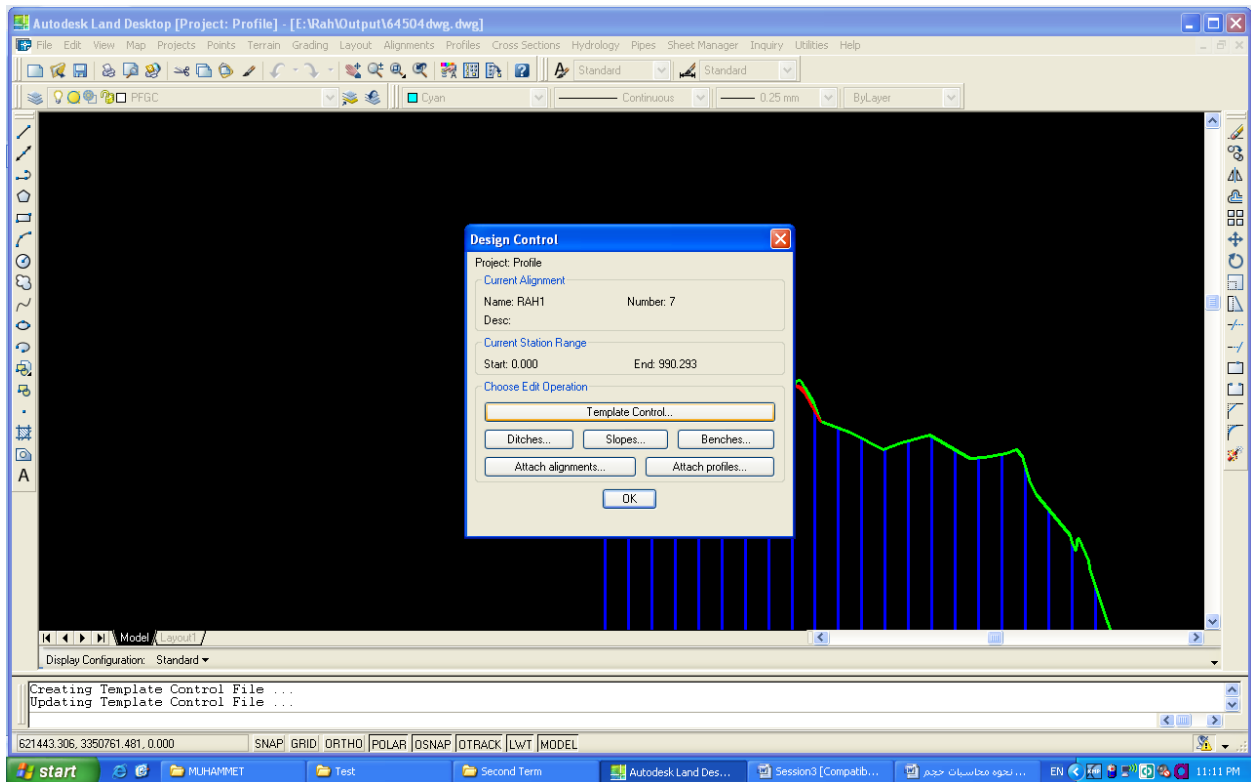 Autodesk Land Desktop [Project: Profile] - [E:\Rah\Output\64504dwg.dwg]
File Edit View Map Projects Points Terrain Grading Layout Alignments Profiles Cross Sections Hydrology Pipes Sheet Manager Inquiry Utilities Help
Standard Standard
PFGC Cyan Continuous 0.25 mm ByLayer
Design Control
Project: Profile
Current Alignment
Name: RAH1 Number: 7
Desc:
Current Station Range
Start: 0.000 End: 990.293
Choose Edit Operation
Template Control...
Ditches... Slopes... Benches...
Attach alignments... Attach profiles...
OK
A
Model Layout1
Display Configuration: Standard
Creating Template Control File ...
Updating Template Control File ...
621443.306, 3350761.481, 0.000 SNAP GRID ORTHO POLAR OSNAP OTRACK LWT MODEL
start MUHAMMET Test Second Term Autodesk Land Des... Session3 [Compatib... نحوه محاسبات حجم ... EN 11:11 PM